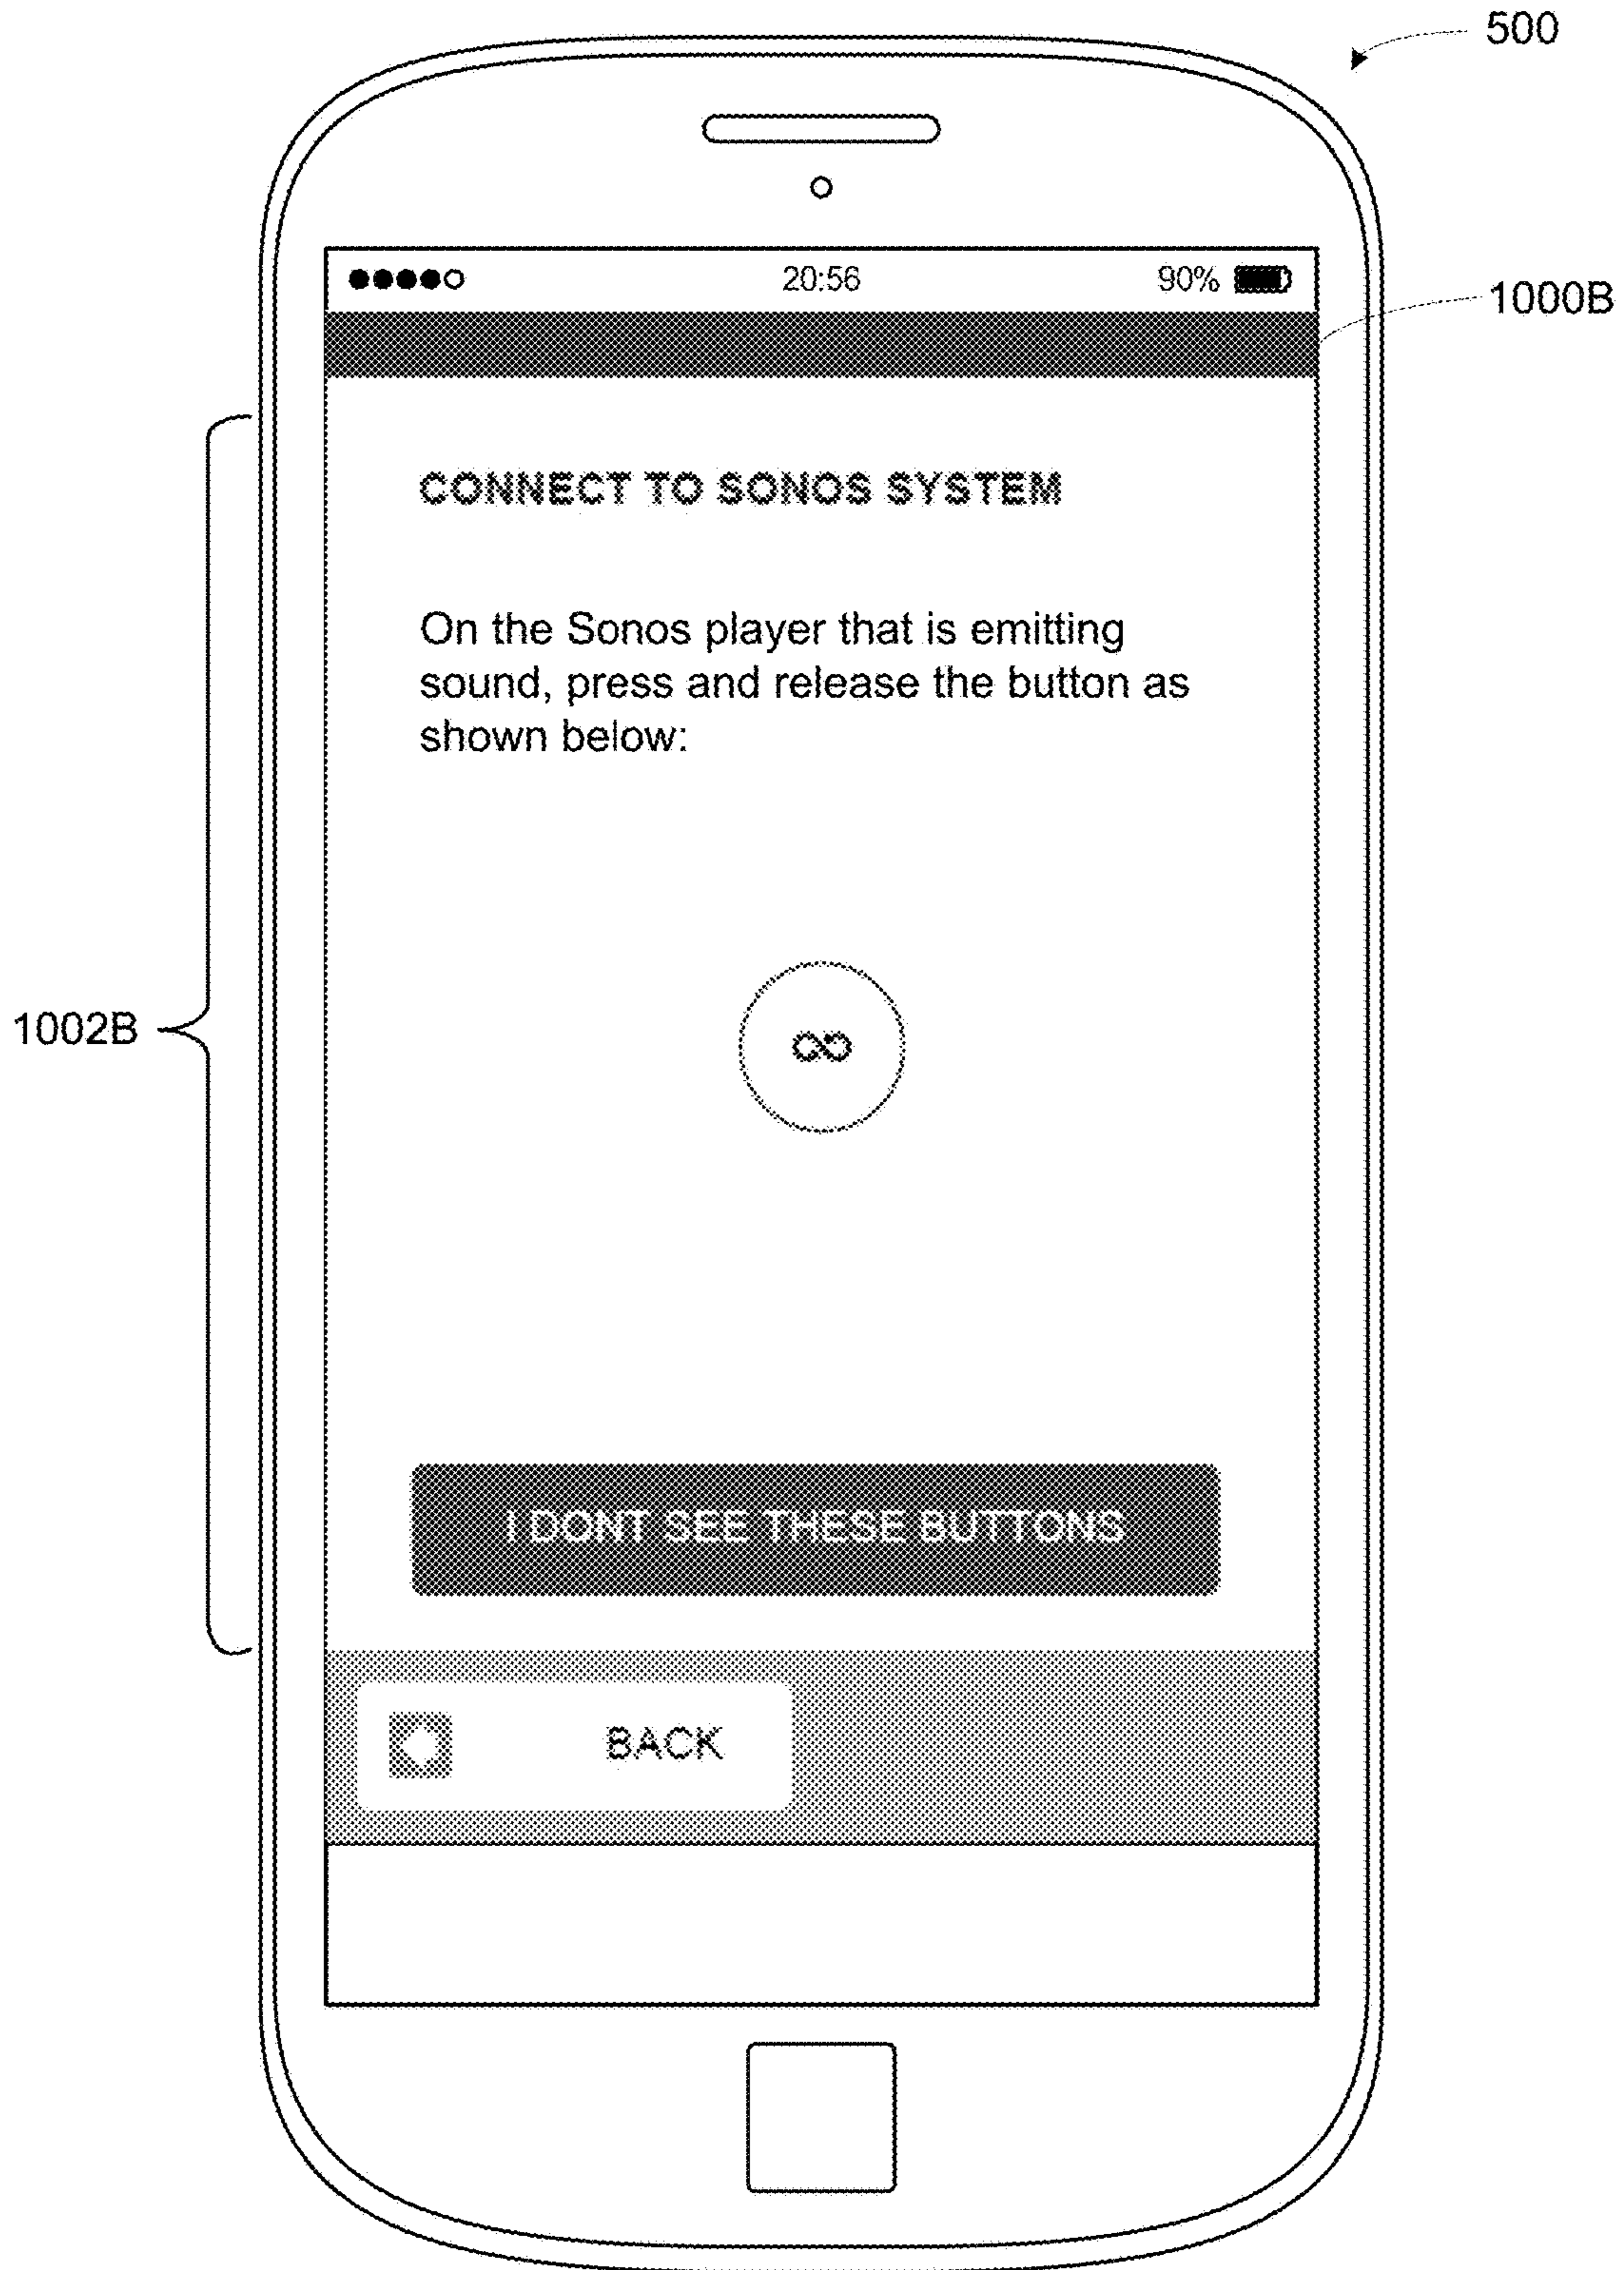 500
20:56
90%
1000B
CONNECT TO SONOS SYSTEM
On the Sonos player that is emitting
sound, press and release the button as
shown below:
1002B
∞
I DONT SEE THESE BUTTONS
BACK